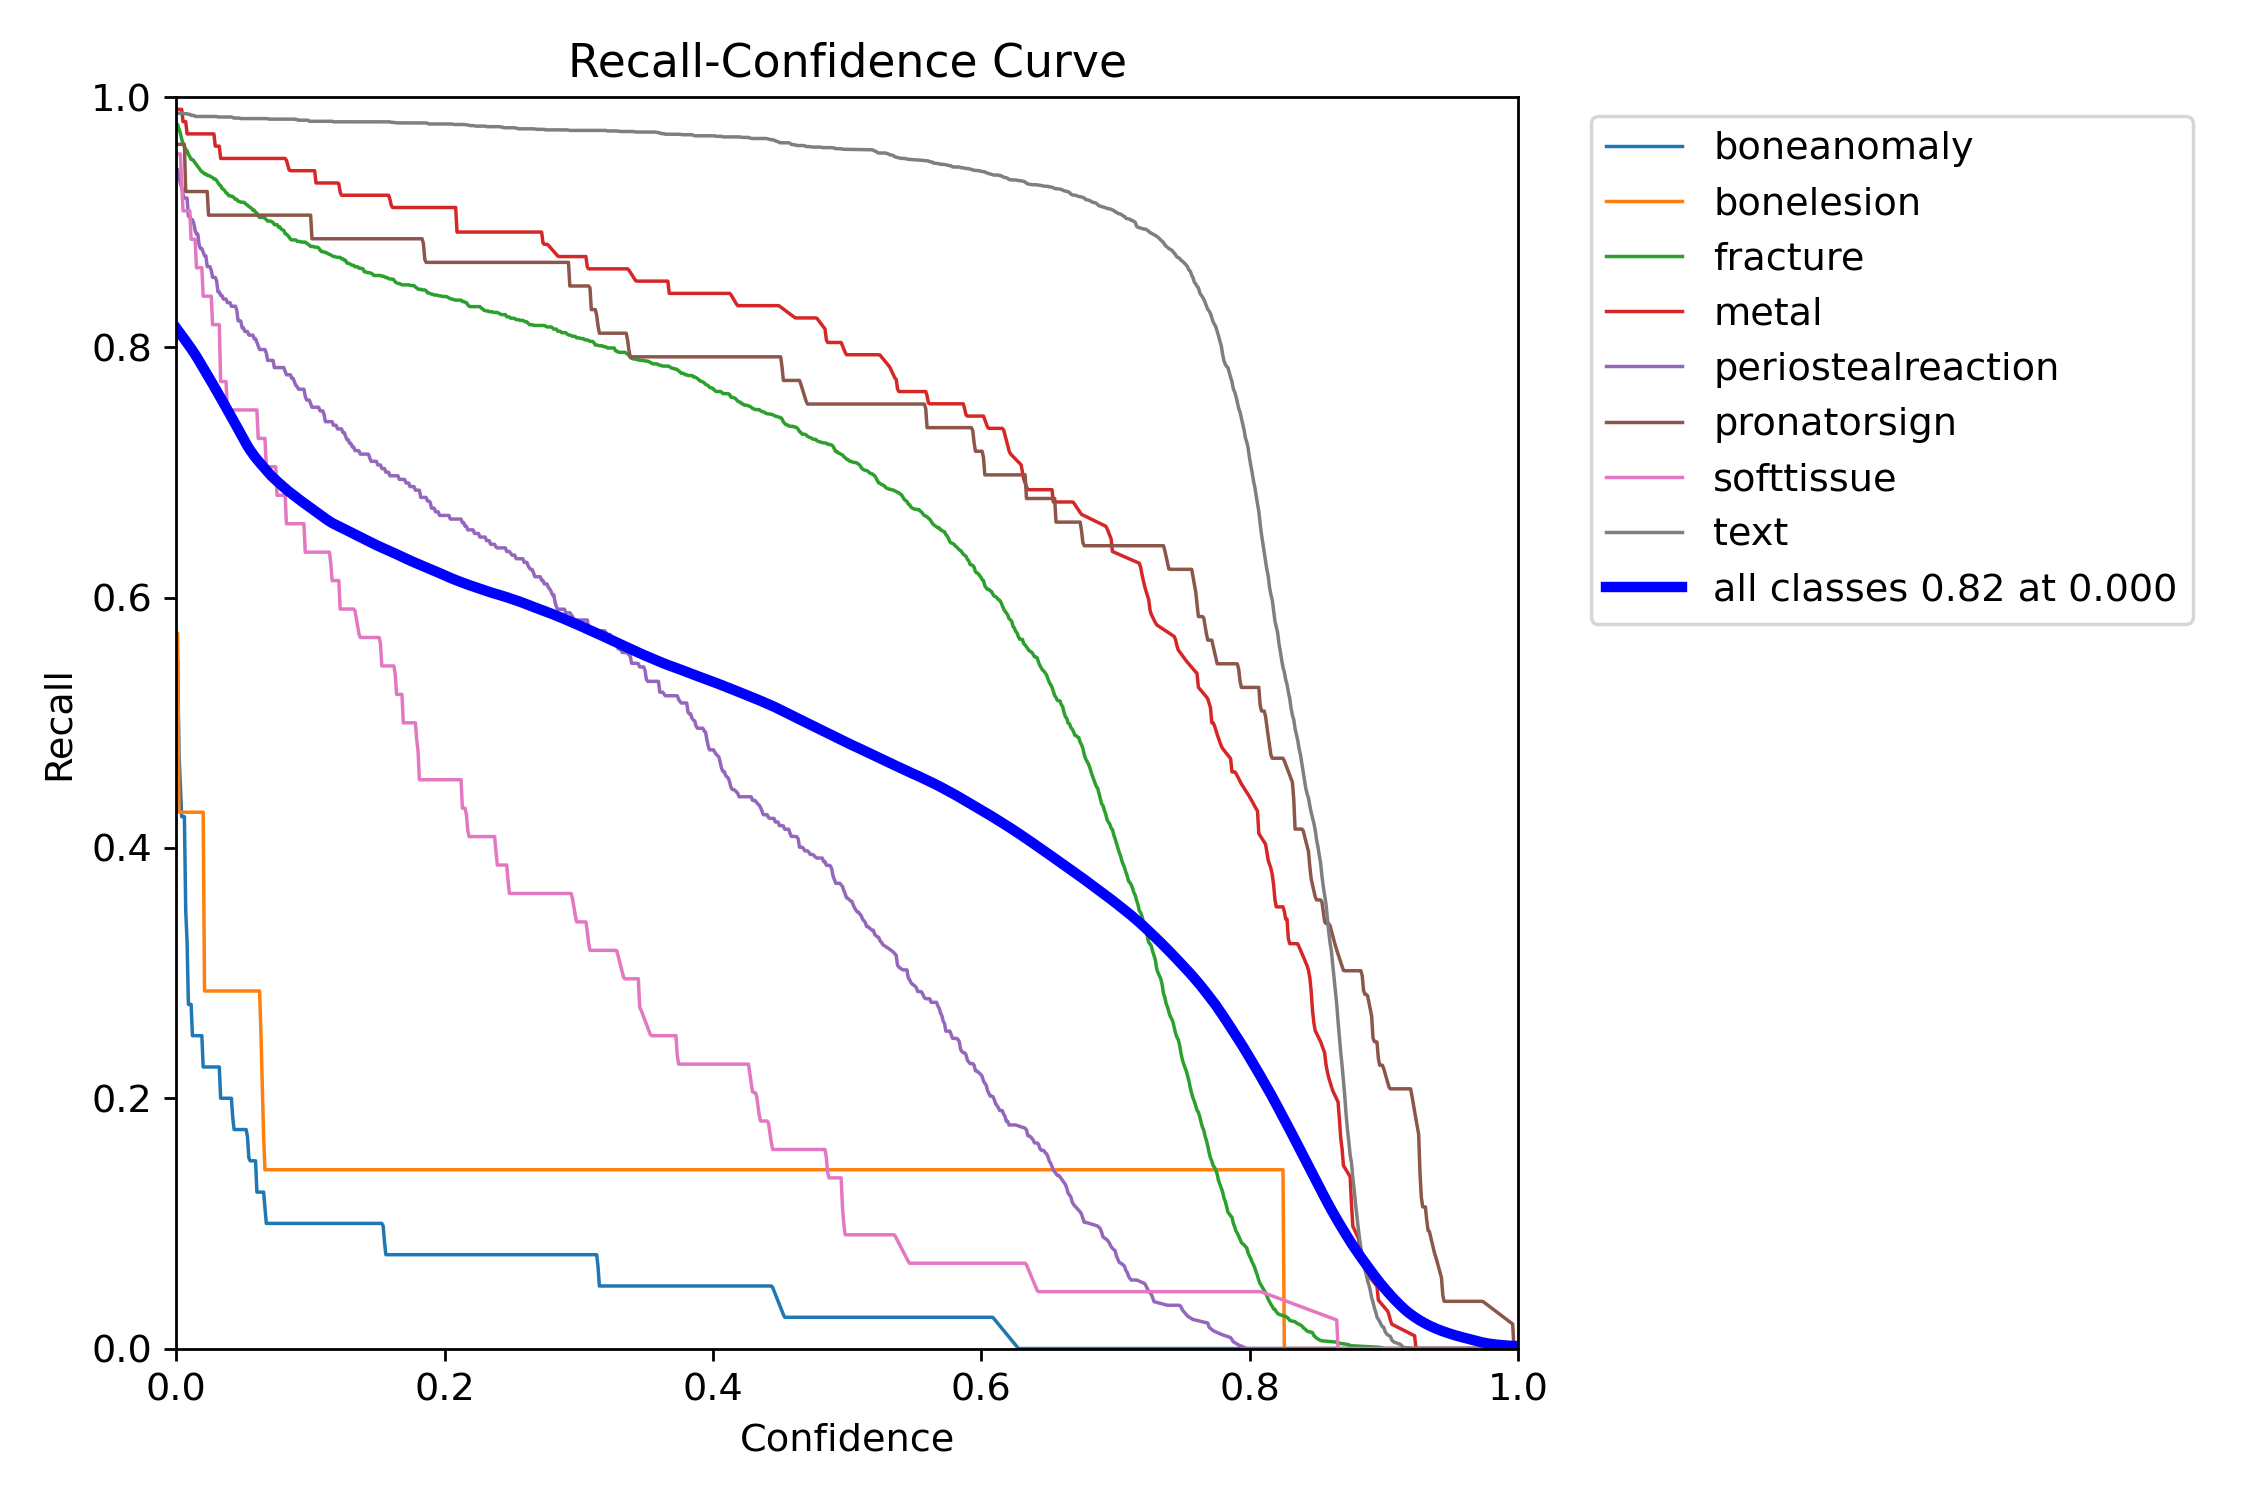 Recall-Confidence Curve
1.0
0.8
0.6
0.4
0.2
0.0
Recall
0.0 0.2 0.4 0.6 0.8 1.0
Confidence
boneanomaly
bonelesion
fracture
metal
periostealreaction
pronatorsign
softtissue
text
all classes 0.82 at 0.000